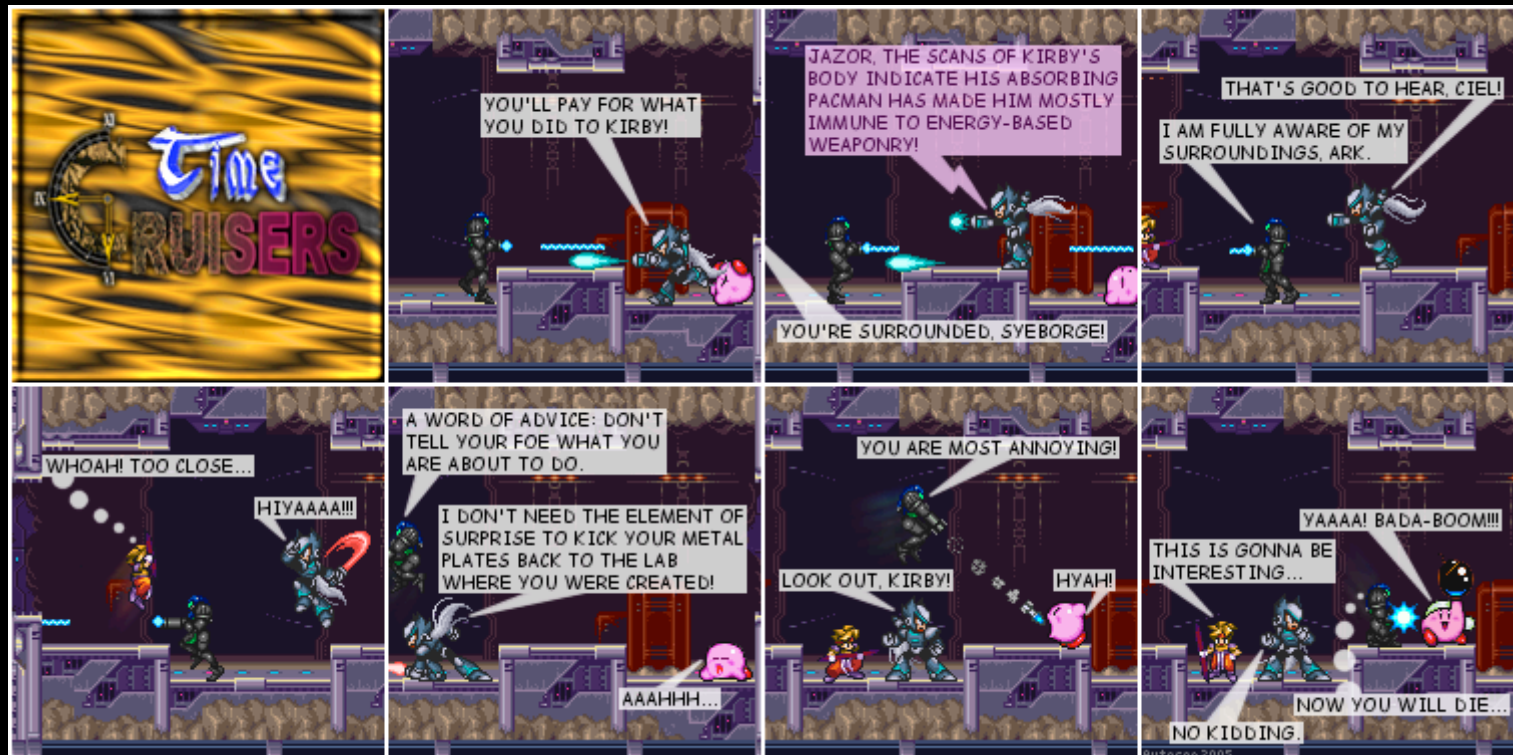 Time
CRUISERS
YOU'LL PAY FOR WHAT
YOU DID TO KIRBY!
JAZOR, THE SCANS OF KIRBY'S
BODY INDICATE HIS ABSORBING
PACMAN HAS MADE HIM MOSTLY
IMMUNE TO ENERGY-BASED
WEAPONRY!
YOU'RE SURROUNDED, SYEBORGE!
THAT'S GOOD TO HEAR, CIEL!
I AM FULLY AWARE OF MY
SURROUNDINGS, ARK.
WHOAH! TOO CLOSE...
HIYAAAA!!!
A WORD OF ADVICE: DON'T
TELL YOUR FOE WHAT YOU
ARE ABOUT TO DO.
I DON'T NEED THE ELEMENT OF
SURPRISE TO KICK YOUR METAL
PLATES BACK TO THE LAB
WHERE YOU WERE CREATED!
AAAHHH...
YOU ARE MOST ANNOYING!
LOOK OUT, KIRBY!
HYAH!
YAAAA! BADA-BOOM!!!
THIS IS GONNA BE
INTERESTING...
NOW YOU WILL DIE...
NO KIDDING.